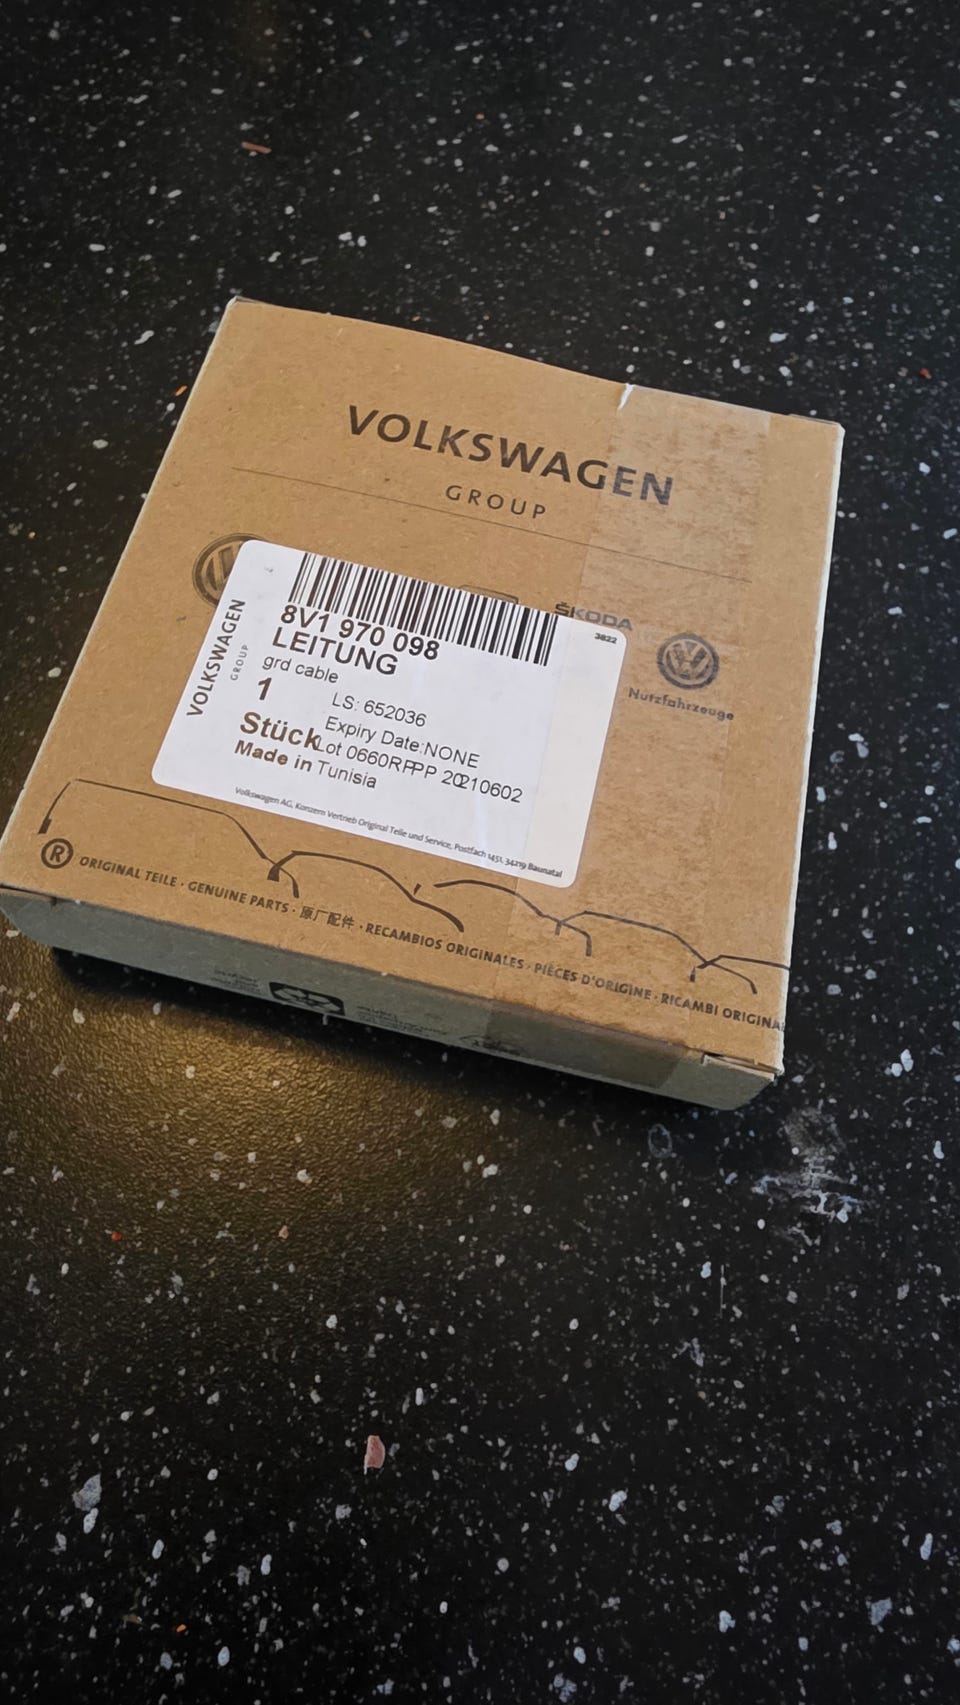 VOLKSWAGEN
GROUP
ŠKODA
Nutzfahrzeuge
3822
VOLKSWAGEN
GROUP
8V1 970 098
LEITUNG
grd cable
1
LS: 652036
Stück
Expiry Date:NONE
Lot 0660RPPP 20210602
Made in Tunisia
Volkswagen AG, Konzern Vertrieb Original Teile und Service, Postfach 1451, 34219 Baunatal
® ORIGINAL TEILE · GENUINE PARTS · 原厂配件 · RECAMBIOS ORIGINALES · PIÈCES D'ORIGINE · RICAMBI ORIGINA